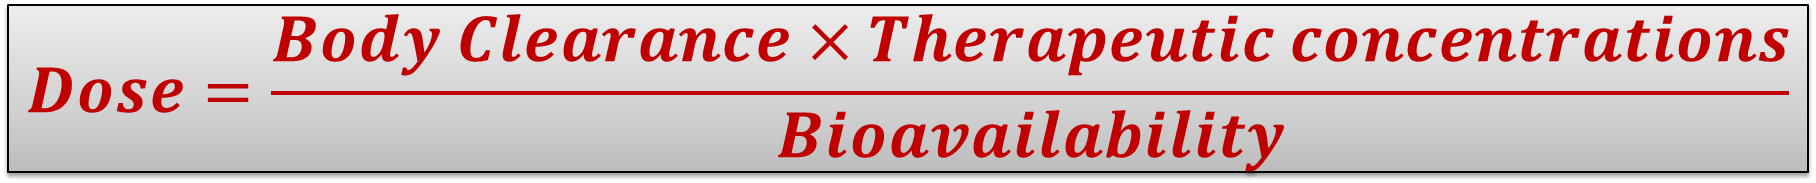 Dose = Body Clearance × Therapeutic concentrations
Bioavailability